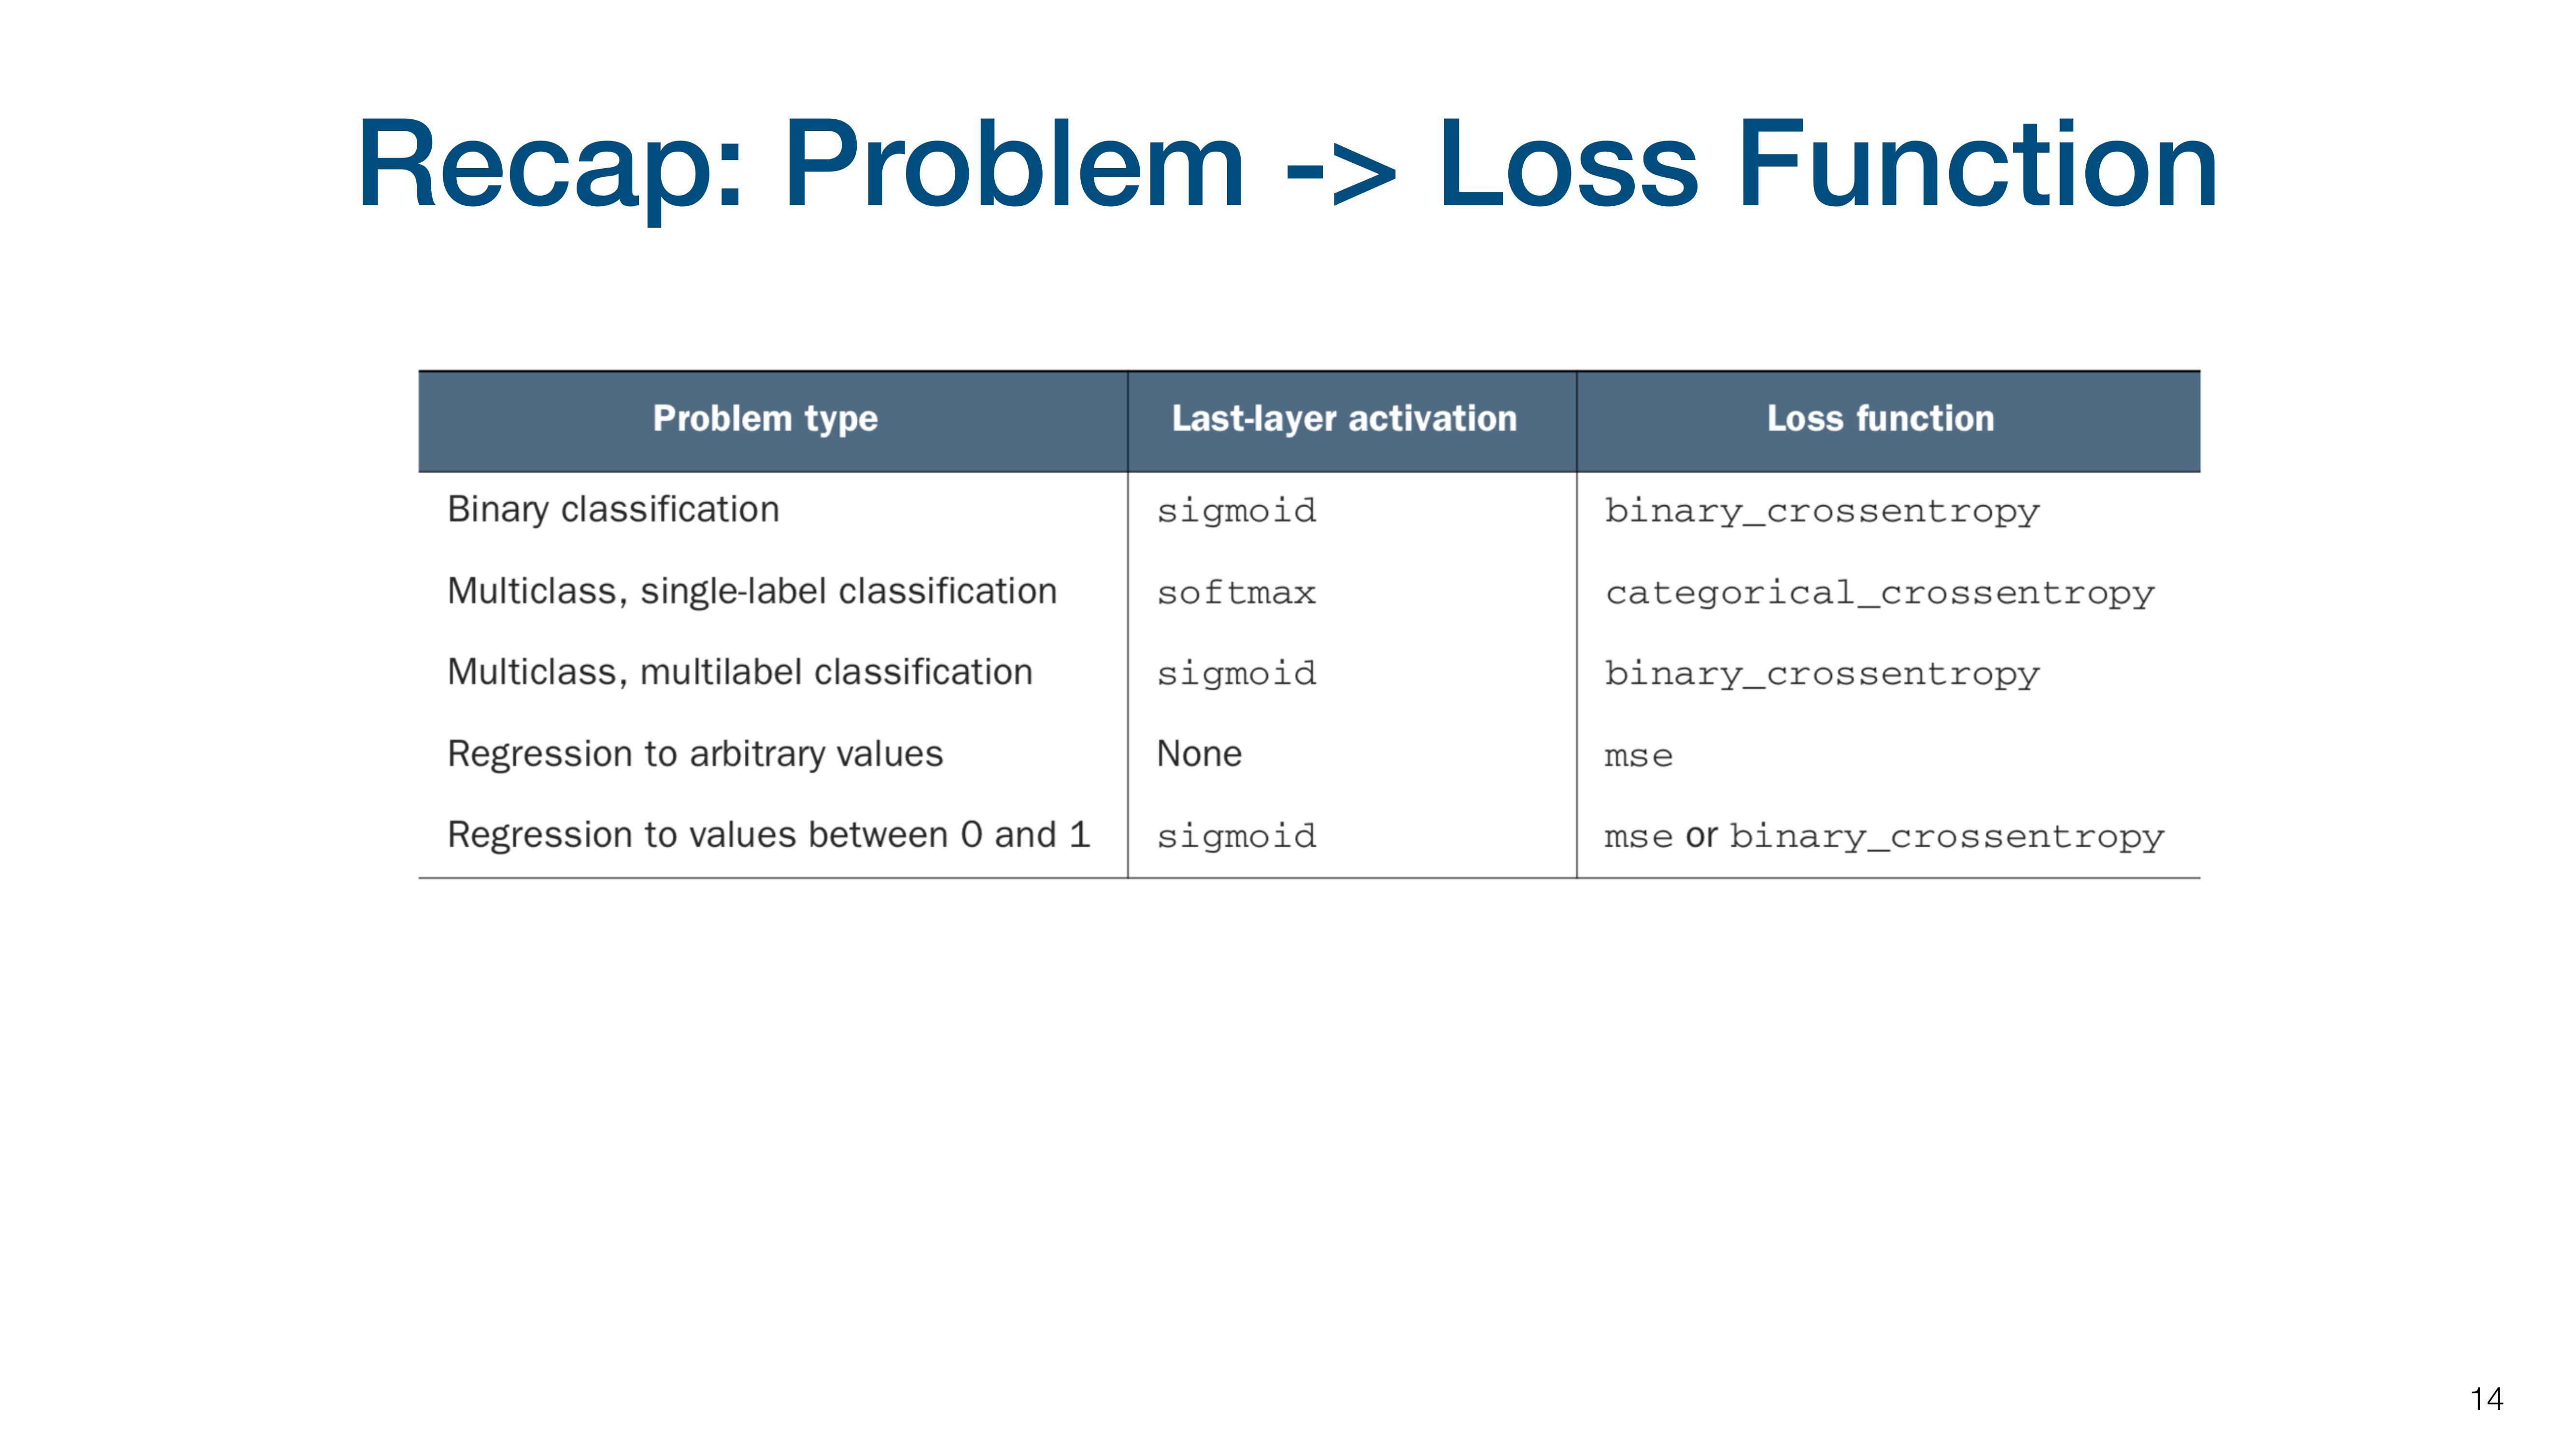 Recap: Problem -> Loss Function
Problem type Last-layer activation Loss function
Binary classification sigmoid binary_crossentropy
Multiclass, single-label classification softmax categorical_crossentropy
Multiclass, multilabel classification sigmoid binary_crossentropy
Regression to arbitrary values None mse
Regression to values between 0 and 1 sigmoid mse or binary_crossentropy
14